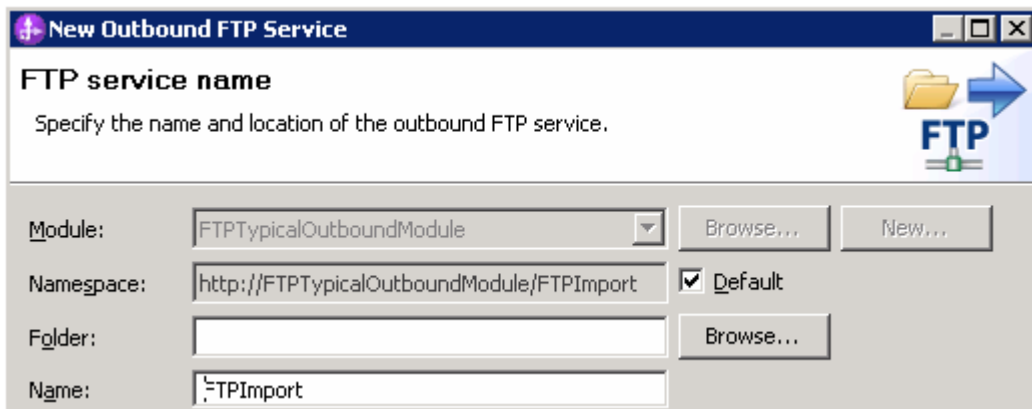 New Outbound FTP Service
FTP service name
Specify the name and location of the outbound FTP service.
FTP
Module: FTPTypicalOutboundModule Browse... New...
Namespace: http://FTPTypicalOutboundModule/FTPImport Default
Folder: Browse...
Name: FTPImport